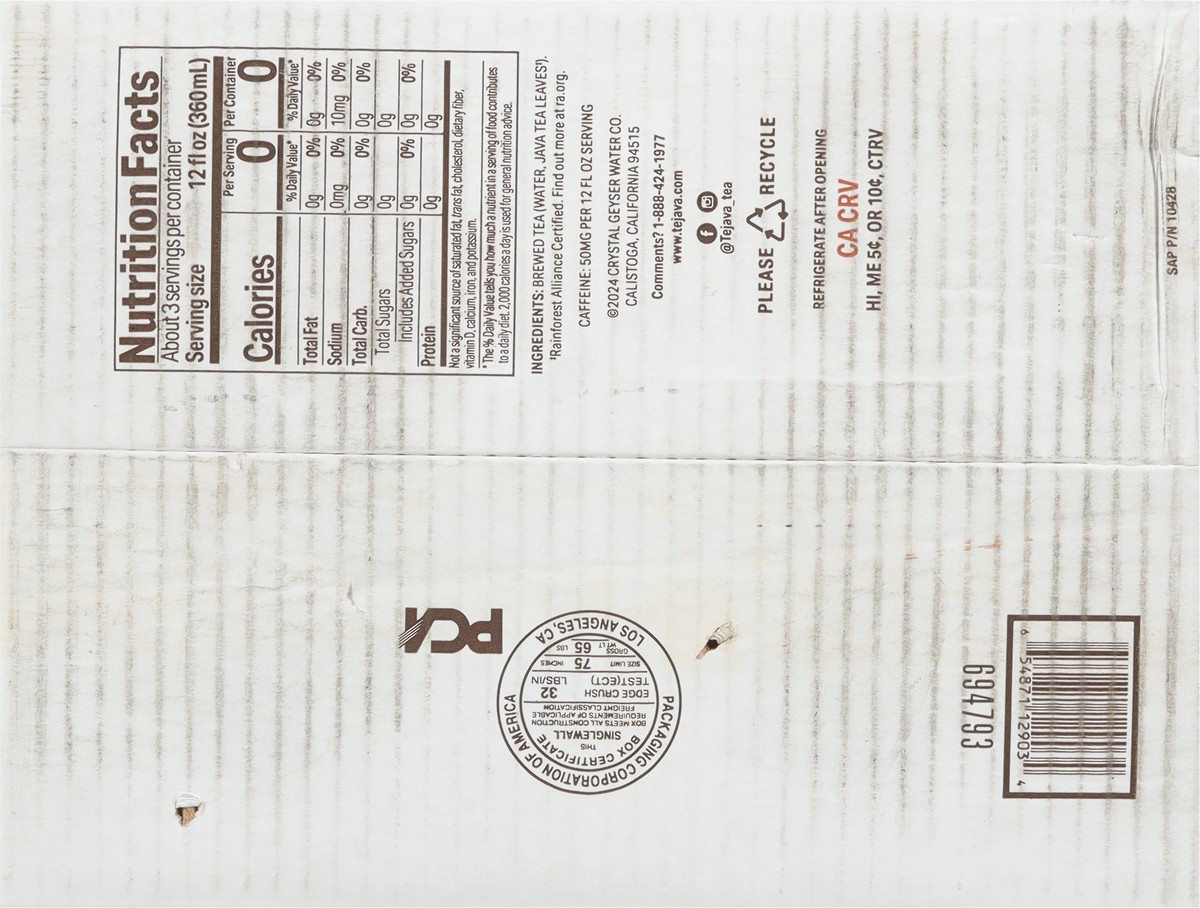 Nutrition Facts
About 3 servings per container
Serving size 12 fl oz (360mL)
Per Serving Per Container
Calories 0 0
% Daily Value* % Daily Value*
Total Fat 0g 0% 0g 0%
Sodium 0mg 0% 10mg 0%
Total Carb. 0g 0% 0g 0%
Total Sugars 0g 0g
Includes Added Sugars 0g 0% 0g 0%
Protein 0g 0g
Not a significant source of saturated fat, trans fat, cholesterol, dietary fiber,
vitamin D, calcium, iron, and potassium.
*The % Daily Value tells you how much a nutrient in a serving of food contributes
to a daily diet. 2,000 calories a day is used for general nutrition advice.
INGREDIENTS: BREWED TEA (WATER, JAVA TEA LEAVES‡).
‡Rainforest Alliance Certified. Find out more at ra.org.
CAFFEINE: 50MG PER 12 FL OZ SERVING
©2024 CRYSTAL GEYSER WATER CO.
CALISTOGA, CALIFORNIA 94515
Comments? 1-888-424-1977
www.tejava.com
@Tejava_tea
PLEASE RECYCLE
REFRIGERATE AFTER OPENING
CA CRV
HI, ME 5¢, OR 10¢, CTRV
SAP P/N 10428
PCA
PACKAGING CORPORATION OF AMERICA
BOX CERTIFICATE
THIS
SINGLEWALL
BOX MEETS ALL CONSTRUCTION
REQUIREMENTS OF APPLICABLE
FREIGHT CLASSIFICATION
EDGE CRUSH 32 LBS/IN
TEST(ECT)
SIZE LIMIT 75 INCHES
GROSS WT LT 65 LBS
LOS ANGELES, CA
694793
6 54871 12903 4